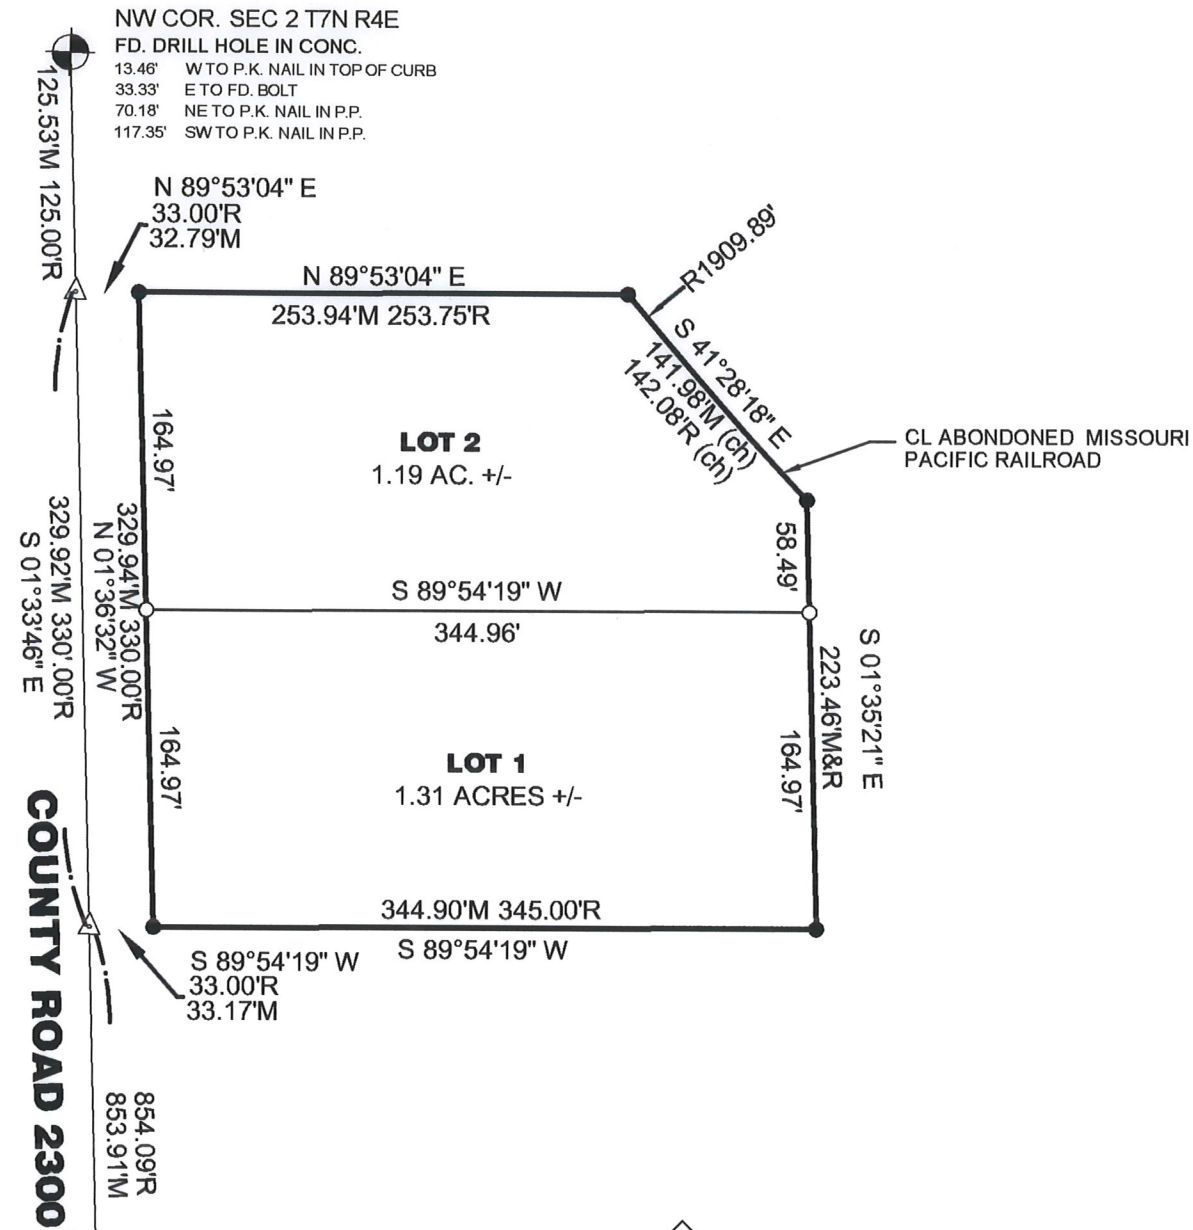 NW COR. SEC 2 T7N R4E
FD. DRILL HOLE IN CONC.
13.46' W TO P.K. NAIL IN TOP OF CURB
33.33' E TO FD. BOLT
70.18' NE TO P.K. NAIL IN P.P.
117.35' SW TO P.K. NAIL IN P.P.
125.53'M 125.00'R
N 89°53'04" E
33.00'R
32.79'M
N 89°53'04" E
253.94'M 253.75'R
R1909.89'
S 41°28'18" E
141.98'M (ch)
142.08'R (ch)
CL ABONDONED MISSOURI
PACIFIC RAILROAD
164.97'
LOT 2
1.19 AC. +/-
58.49'
329.94'M 330.00'R
N 01°36'32" W
329.92'M 330'.00'R
S 01°33'46" E
S 89°54'19" W
344.96'
S 01°35'21" E
223.46'M&R
164.97'
164.97'
LOT 1
1.31 ACRES +/-
344.90'M 345.00'R
S 89°54'19" W
S 89°54'19" W
33.00'R
33.17'M
COUNTY ROAD 2300
854.09'R
853.91'M